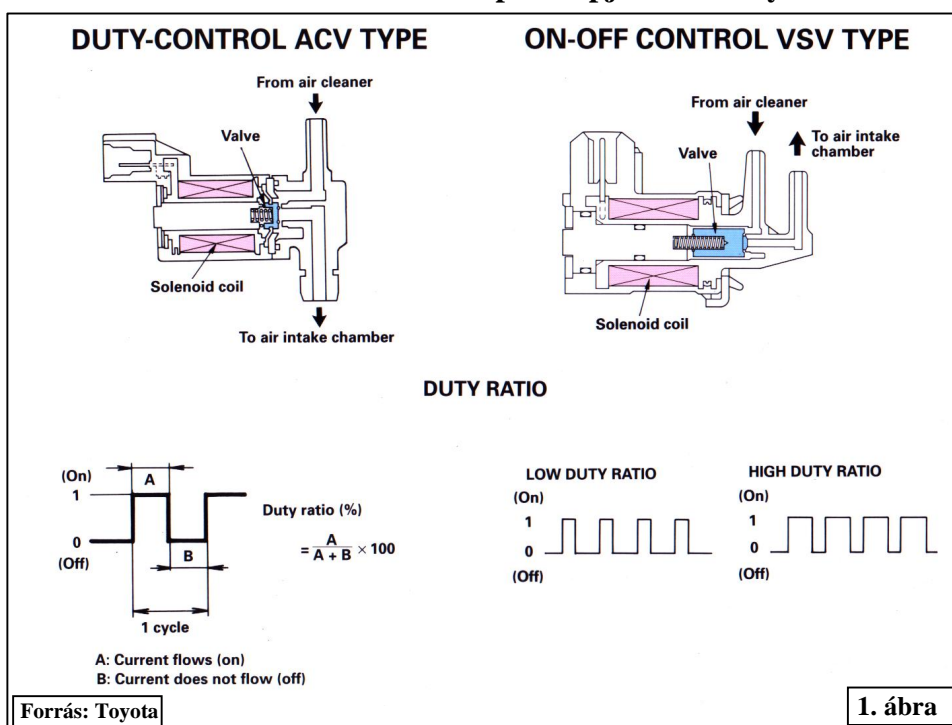 DUTY-CONTROL ACV TYPE
From air cleaner
Valve
Solenoid coil
To air intake chamber
ON-OFF CONTROL VSV TYPE
From air cleaner
To air intake
chamber
Valve
Solenoid coil
DUTY RATIO
(On)
1
0
(Off)
A
B
1 cycle
Duty ratio (%)
= A / A + B × 100
A: Current flows (on)
B: Current does not flow (off)
LOW DUTY RATIO
(On)
1
0
(Off)
HIGH DUTY RATIO
(On)
1
0
(Off)
Forrás: Toyota
1. ábra